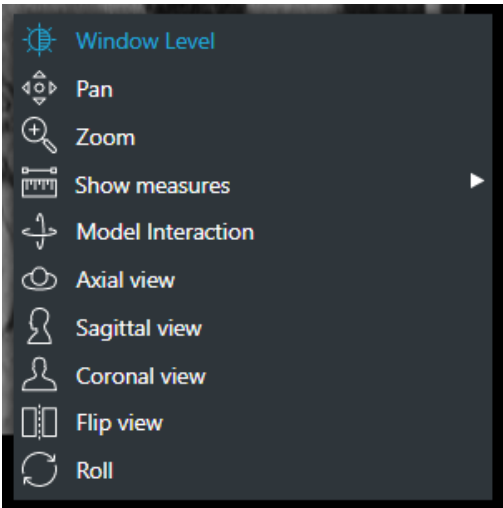 Window Level
Pan
Zoom
Show measures
Model Interaction
Axial view
Sagittal view
Coronal view
Flip view
Roll